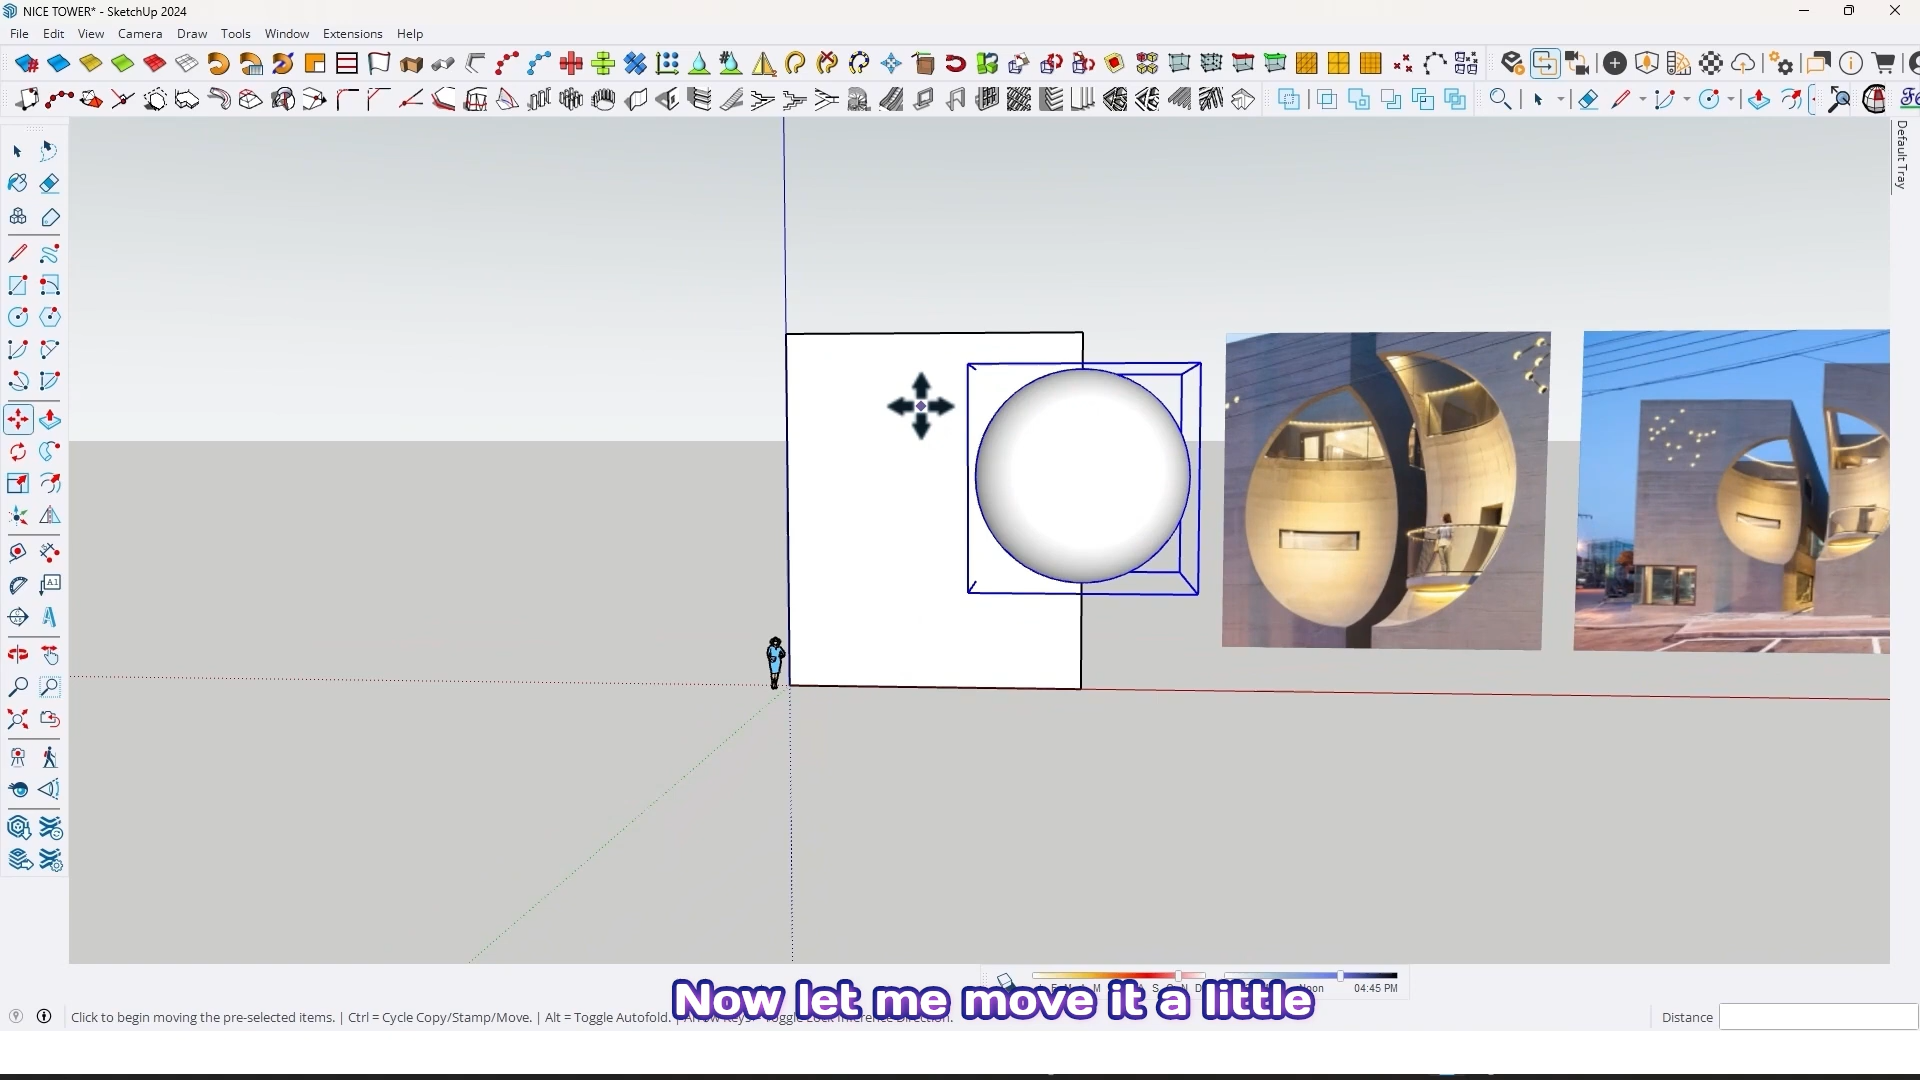 NICE TOWER* - SketchUp 2024
File Edit View Camera Draw Tools Window Extensions Help
Default Tray
A1
Now let me move it a little
04:45 PM
Click to begin moving the pre-selected items. | Ctrl = Cycle Copy/Stamp/Move. | Alt = Toggle Autofold.
Distance